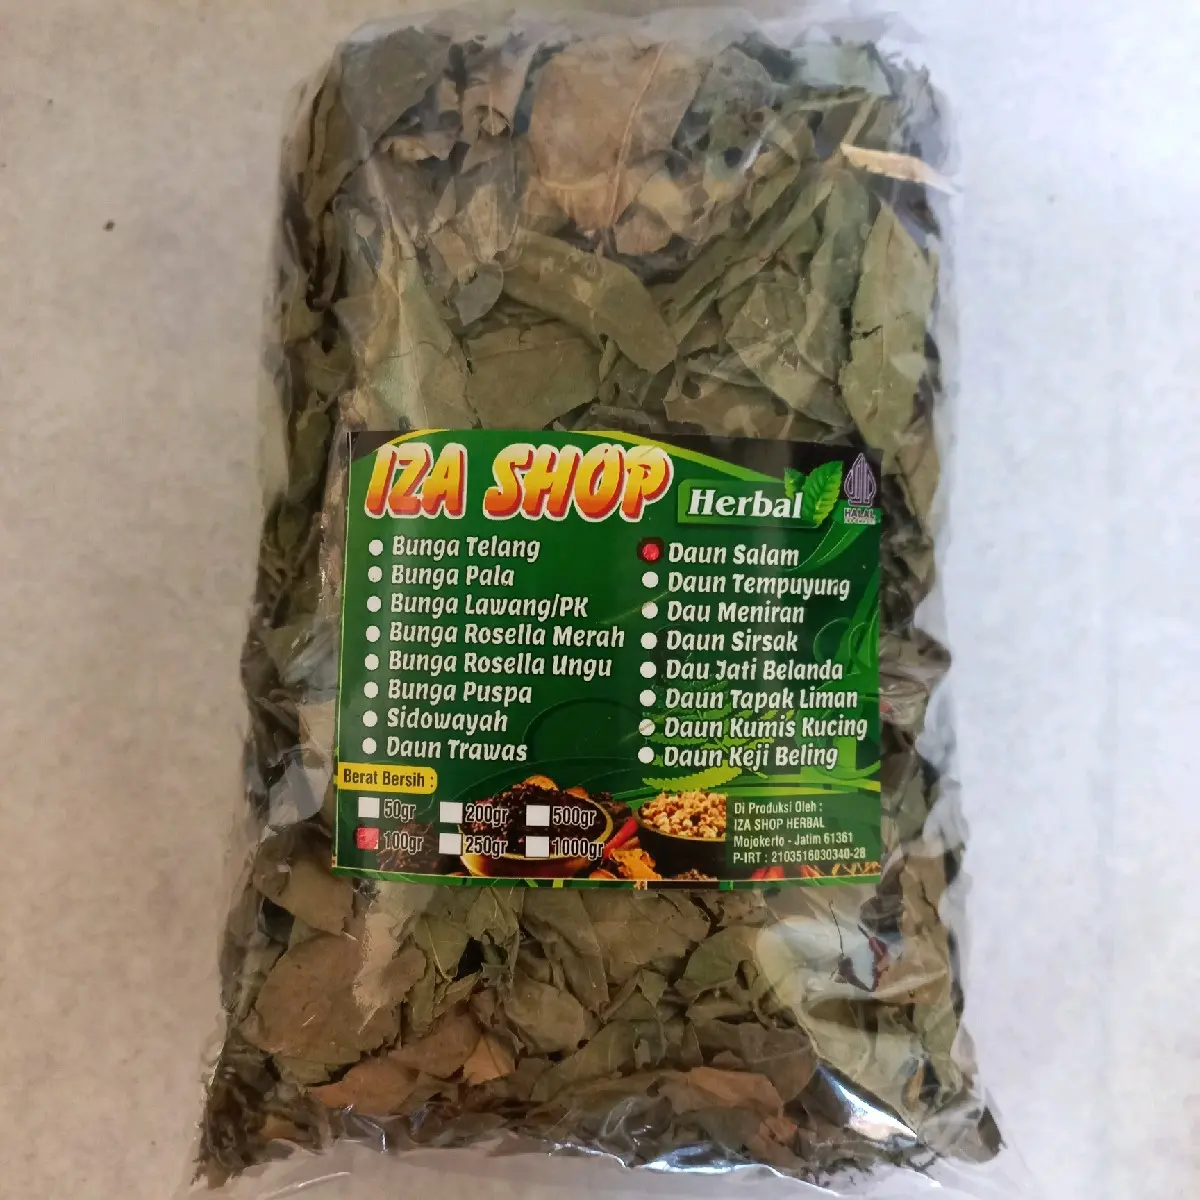 IZA SHOP Herbal
HALAL
Bunga Telang
Bunga Pala
Bunga Lawang/PK
Bunga Rosella Merah
Bunga Rosella Ungu
Bunga Puspa
Sidowayah
Daun Trawas
Daun Salam
Daun Tempuyung
Dau Meniran
Daun Sirsak
Dau Jati Belanda
Daun Tapak Liman
Daun Kumis Kucing
Daun Keji Beling
Berat Bersih :
50gr 200gr 500gr
100gr 250gr 1000gr
Di Produksi Oleh :
IZA SHOP HERBAL
Mojokerto - Jatim 61361
P-IRT : 2103516030340-28